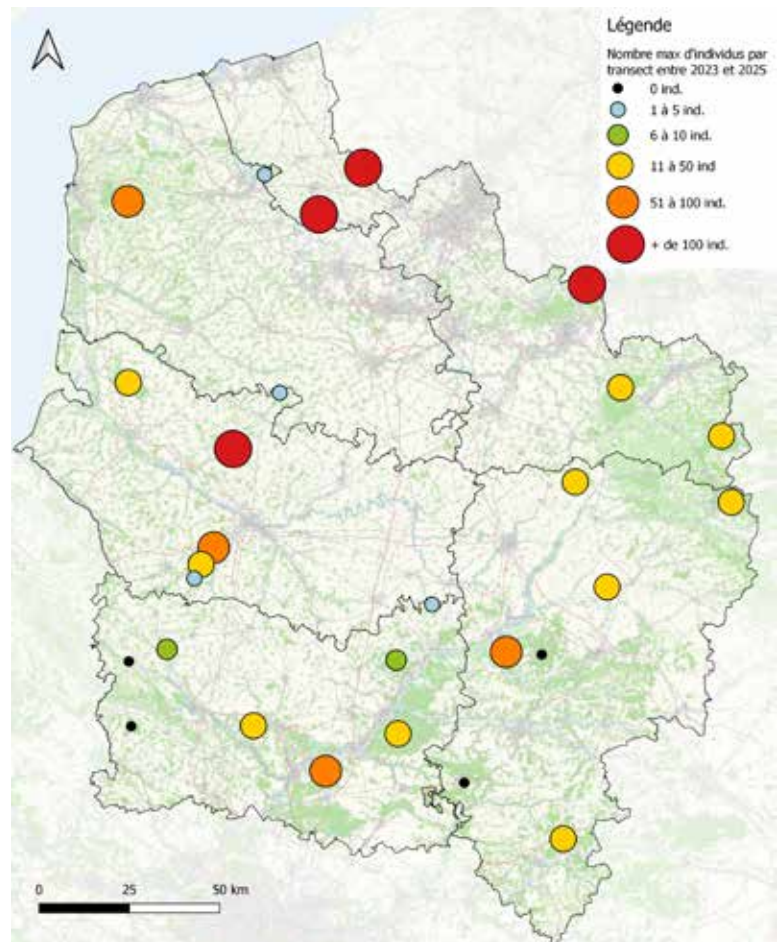 Légende
Nombre max d'individus par
transect entre 2023 et 2025
0 ind.
1 à 5 ind.
6 à 10 ind.
11 à 50 ind
51 à 100 ind.
+ de 100 ind.
0 25 50 km